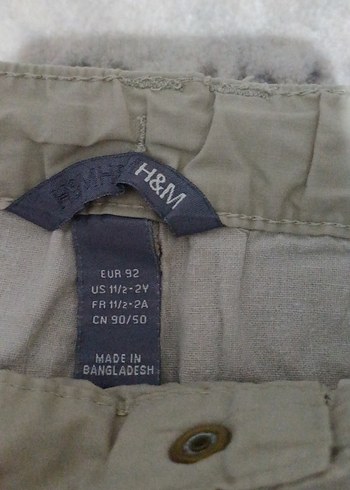 H&M
EUR 92
US 11/2-2Y
FR 11/2-2A
CN 90/50
MADE IN
BANGLADESH